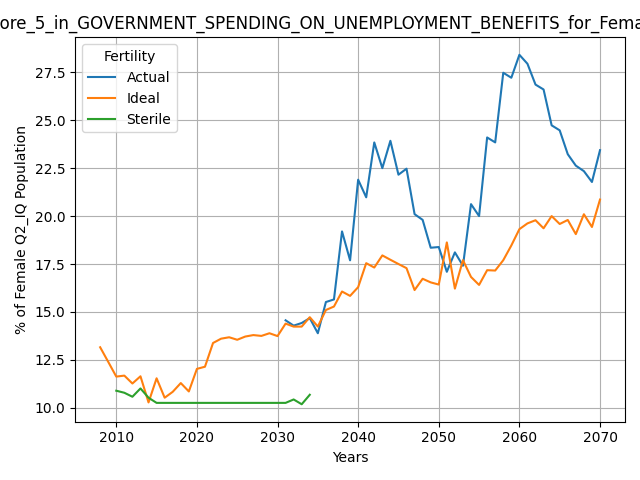 ore_5_in_GOVERNMENT_SPENDING_ON_UNEMPLOYMENT_BENEFITS_for_Fema
Fertility
Actual
Ideal
Sterile
% of Female Q2_IQ Population
27.5
25.0
22.5
20.0
17.5
15.0
12.5
10.0
2010 2020 2030 2040 2050 2060 2070
Years